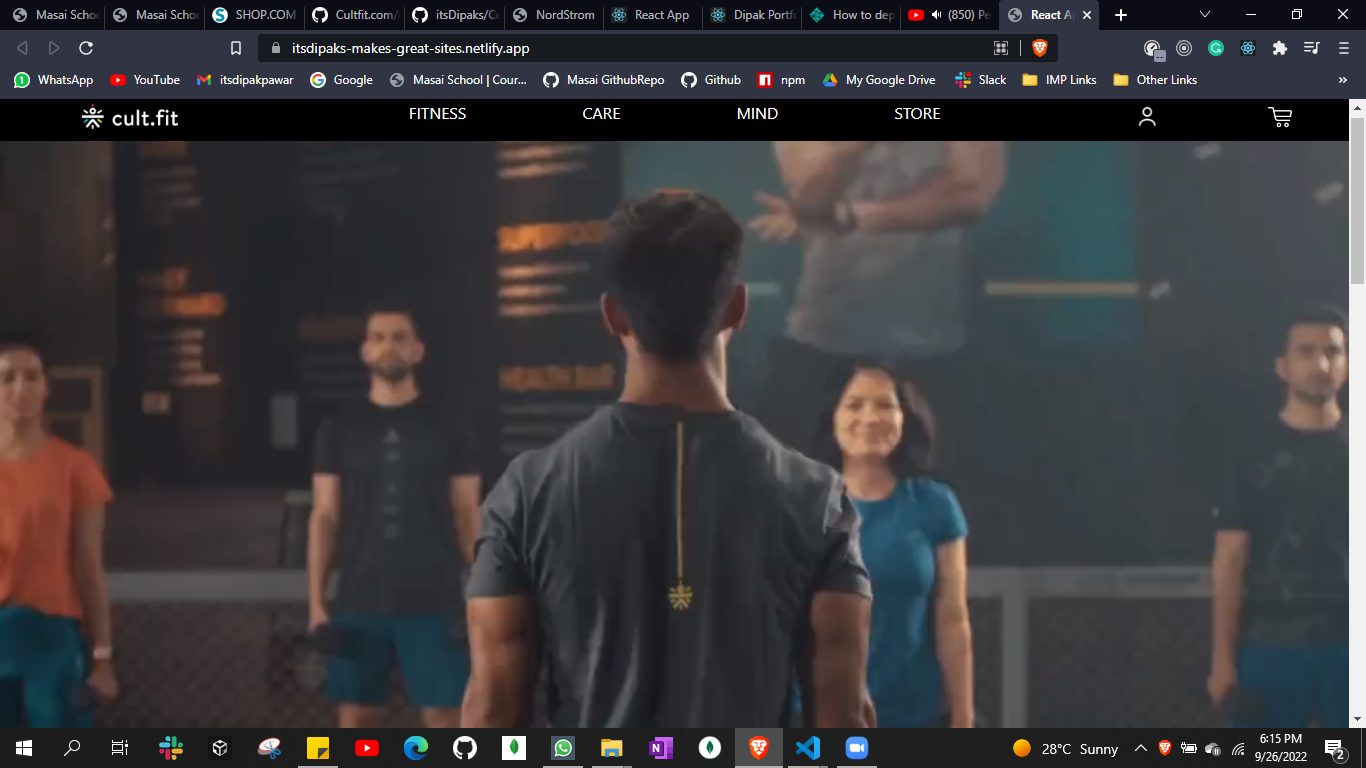 Masai Scho
Masai Scho
SHOP.COM
Cultfit.com/
itsDipaks/Cu
NordStrom
React App
Dipak Portf
How to dep
(850) Pe
React A
itsdipaks-makes-great-sites.netlify.app
WhatsApp
YouTube
itsdipakpawar
Google
Masai School | Cour...
Masai GithubRepo
Github
npm
My Google Drive
Slack
IMP Links
Other Links
cult.fit
FITNESS
CARE
MIND
STORE
SUPERFOOD
HEALTH BAR
28°C Sunny
6:15 PM
9/26/2022
2